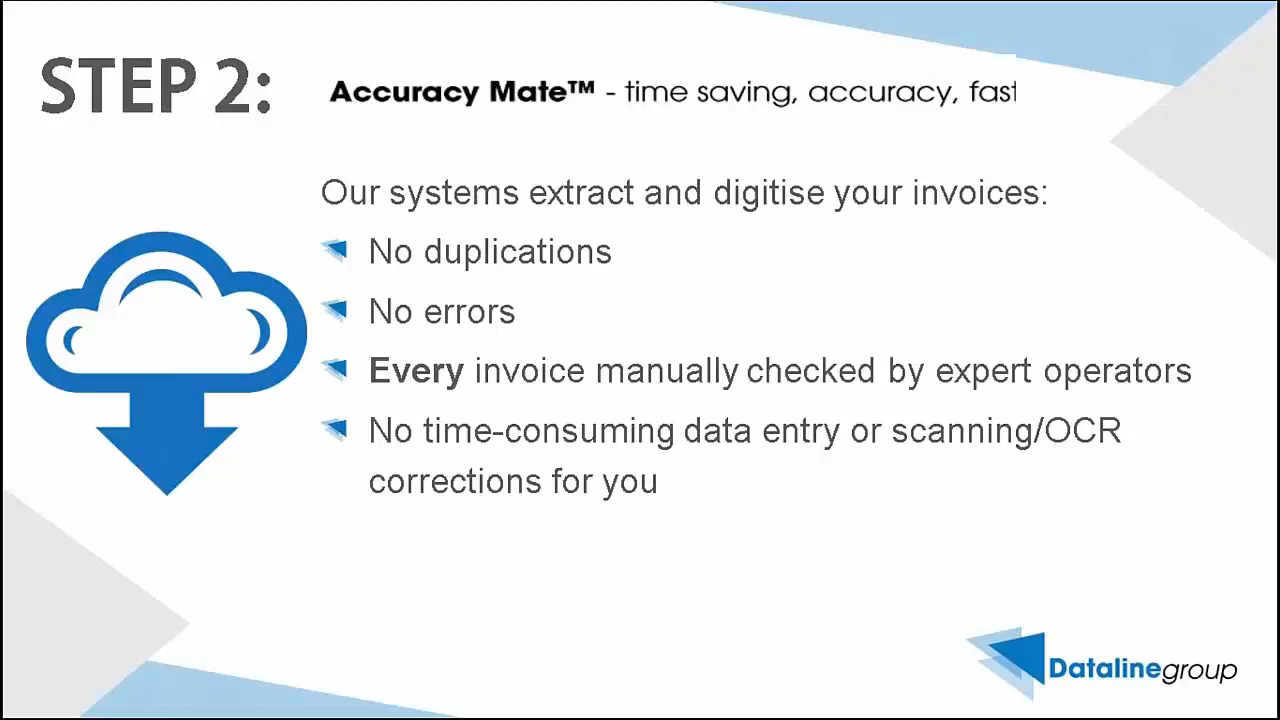 STEP 2:
Accuracy Mate™ - time saving, accuracy, fast
Our systems extract and digitise your invoices:
No duplications
No errors
Every invoice manually checked by expert operators
No time-consuming data entry or scanning/OCR
corrections for you
Datalinegroup